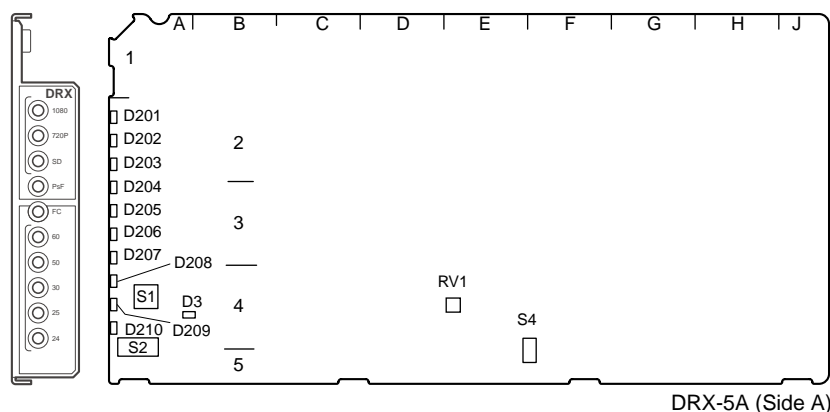 A B C D E F G H J
1
DRX
1080
720P
SD
PsF
FC
60
50
30
25
24
D201
D202
D203
D204
D205
D206
D207
D208
S1
D3
D210 D209
S2
2
3
4
5
RV1
S4
DRX-5A (Side A)